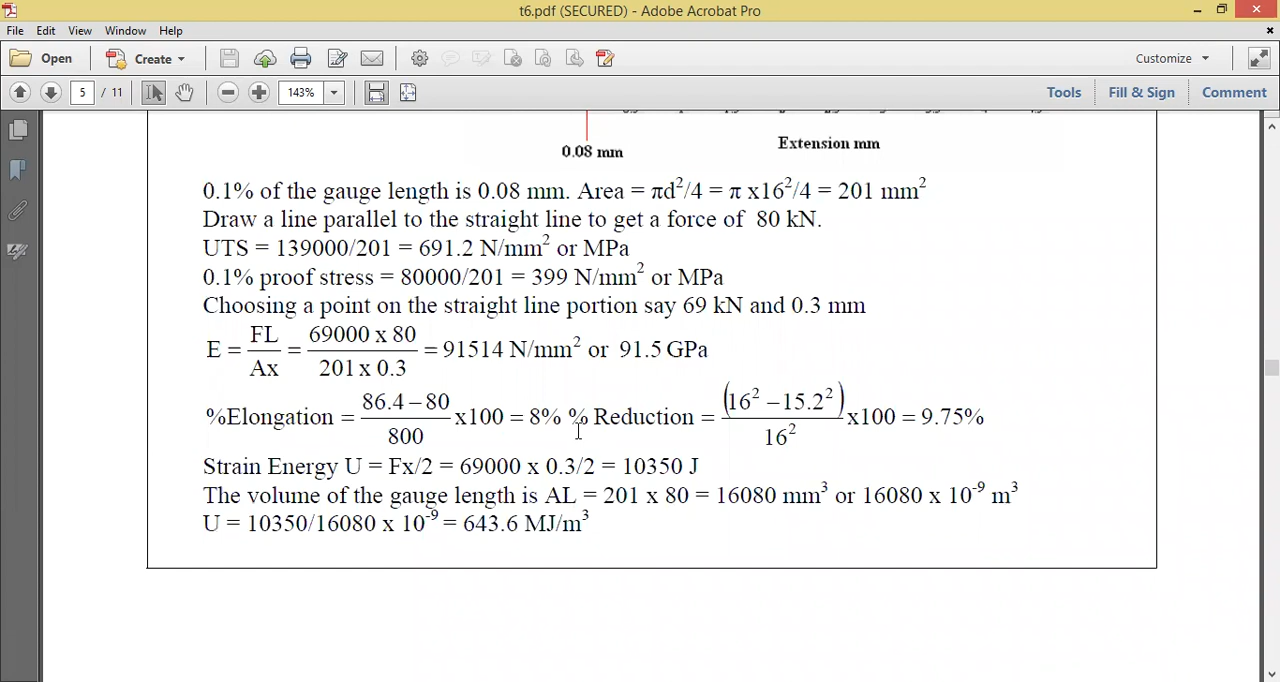 t6.pdf (SECURED) - Adobe Acrobat Pro
File Edit View Window Help
Open Create Customize
5 / 11 143% Tools Fill & Sign Comment
0.08 mm
Extension mm
0.1% of the gauge length is 0.08 mm. Area = πd²/4 = π x16²/4 = 201 mm²
Draw a line parallel to the straight line to get a force of 80 kN.
UTS = 139000/201 = 691.2 N/mm² or MPa
0.1% proof stress = 80000/201 = 399 N/mm² or MPa
Choosing a point on the straight line portion say 69 kN and 0.3 mm
E = FL/Ax = 69000 x 80/201 x 0.3 = 91514 N/mm² or 91.5 GPa
%Elongation = 86.4 – 80/800 x100 = 8% % Reduction = (16² – 15.2²)/16² x100 = 9.75%
Strain Energy U = Fx/2 = 69000 x 0.3/2 = 10350 J
The volume of the gauge length is AL = 201 x 80 = 16080 mm³ or 16080 x 10⁻⁹ m³
U = 10350/16080 x 10⁻⁹ = 643.6 MJ/m³